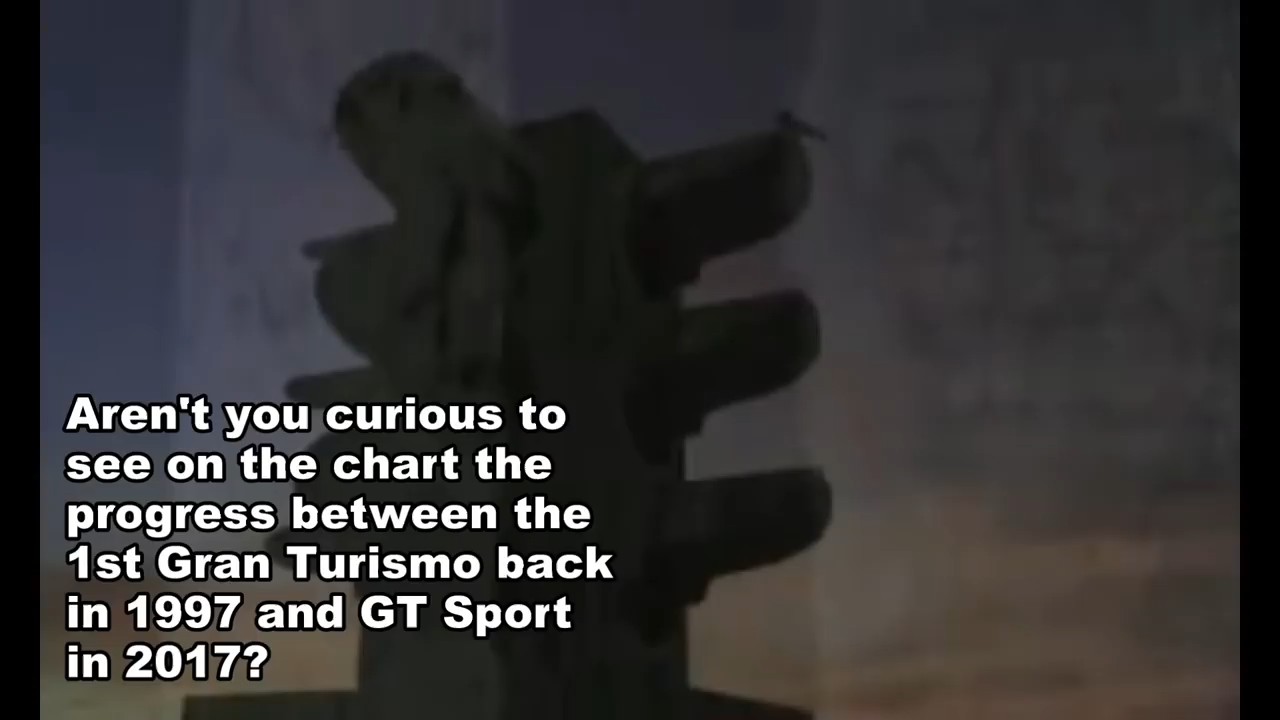 Aren't you curious to
see on the chart the
progress between the
1st Gran Turismo back
in 1997 and GT Sport
in 2017?